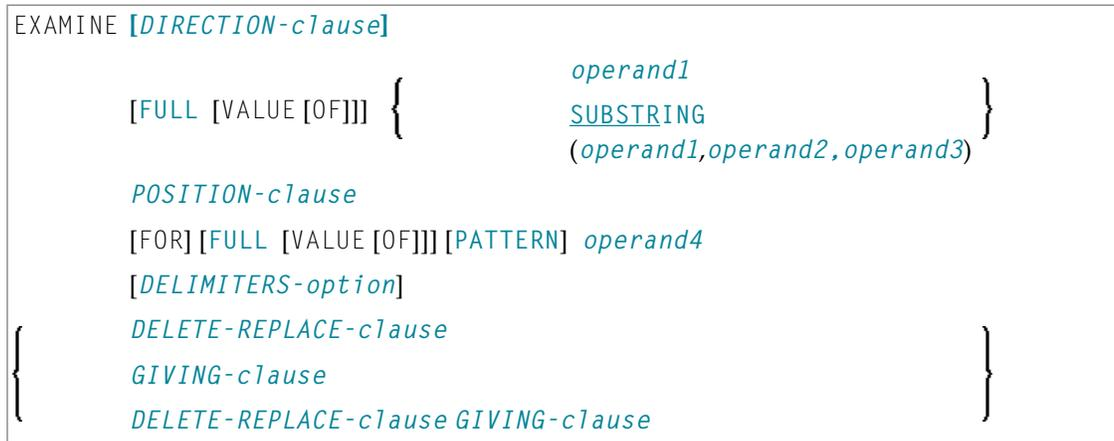 EXAMINE [DIRECTION-clause]
operand1
[FULL [VALUE [OF]]] {
SUBSTRING
}
(operand1,operand2,operand3)
POSITION-clause
[FOR] [FULL [VALUE [OF]]] [PATTERN] operand4
[DELIMITERS-option]
DELETE-REPLACE-clause
{ GIVING-clause }
DELETE-REPLACE-clause GIVING-clause